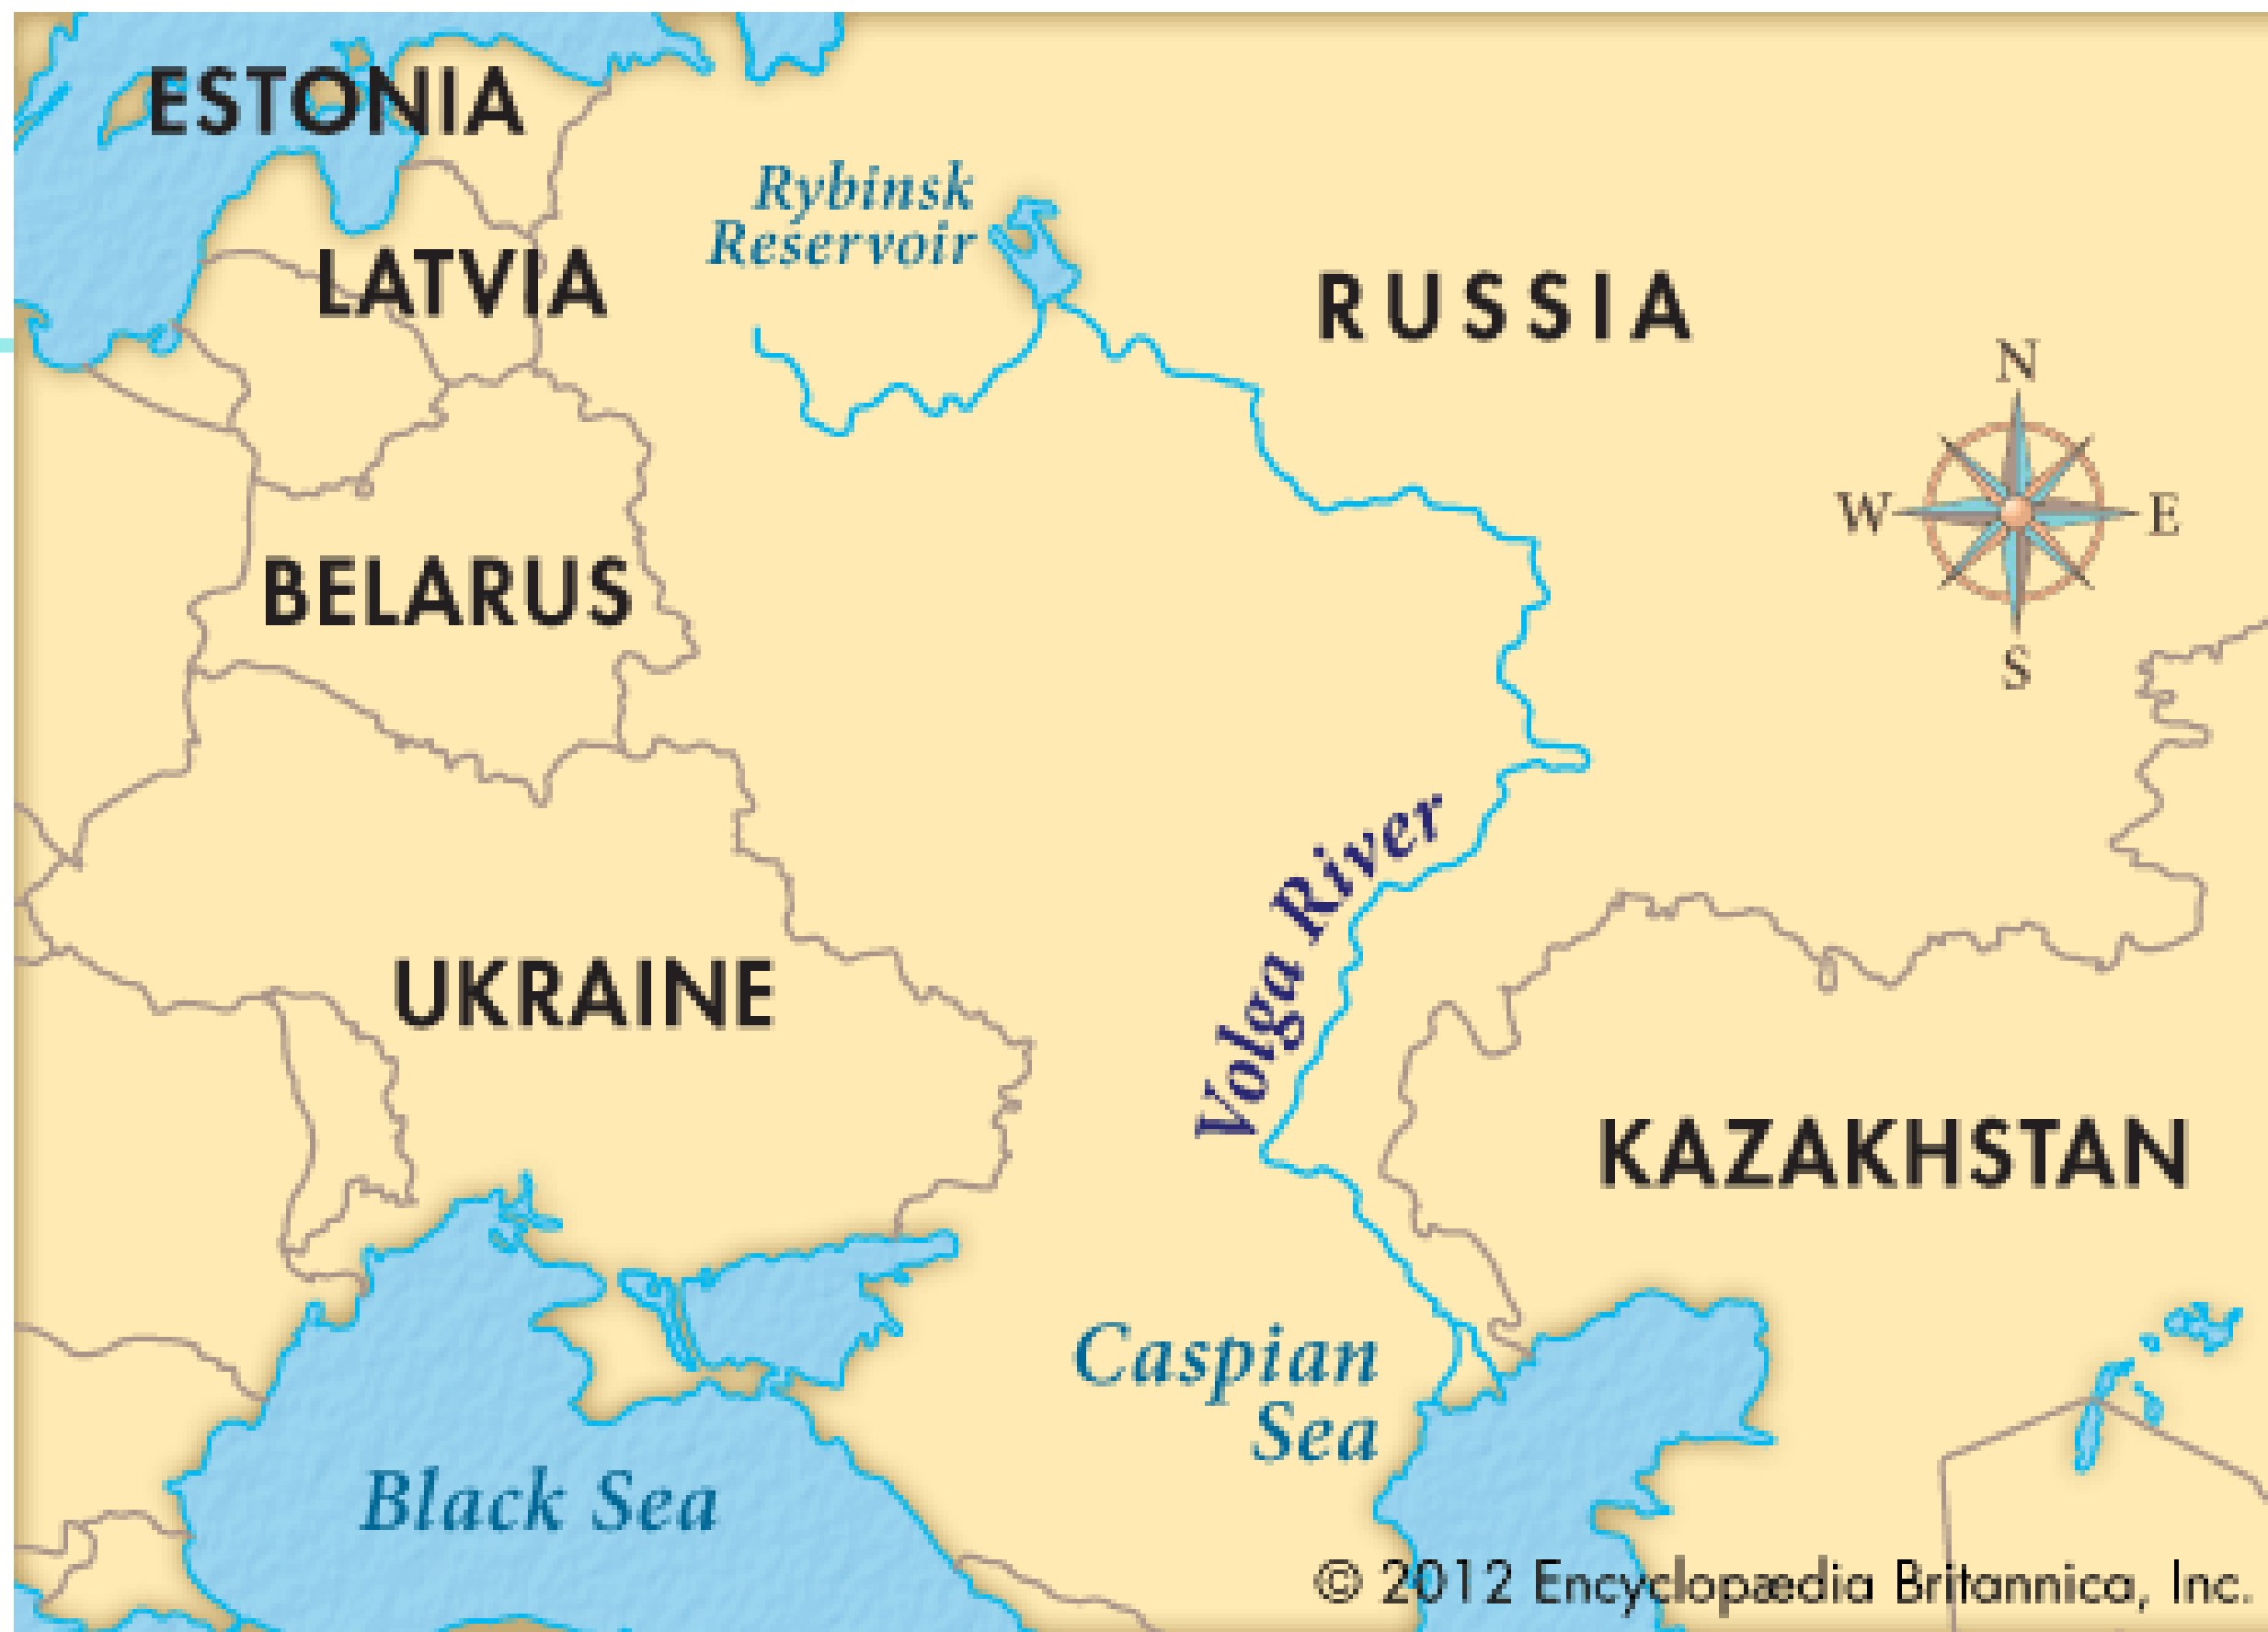 ESTONIA
Rybinsk
Reservoir
LATVIA
RUSSIA
N
W
E
S
BELARUS
Volga River
UKRAINE
KAZAKHSTAN
Caspian
Sea
Black Sea
© 2012 Encyclopædia Britannica, Inc.